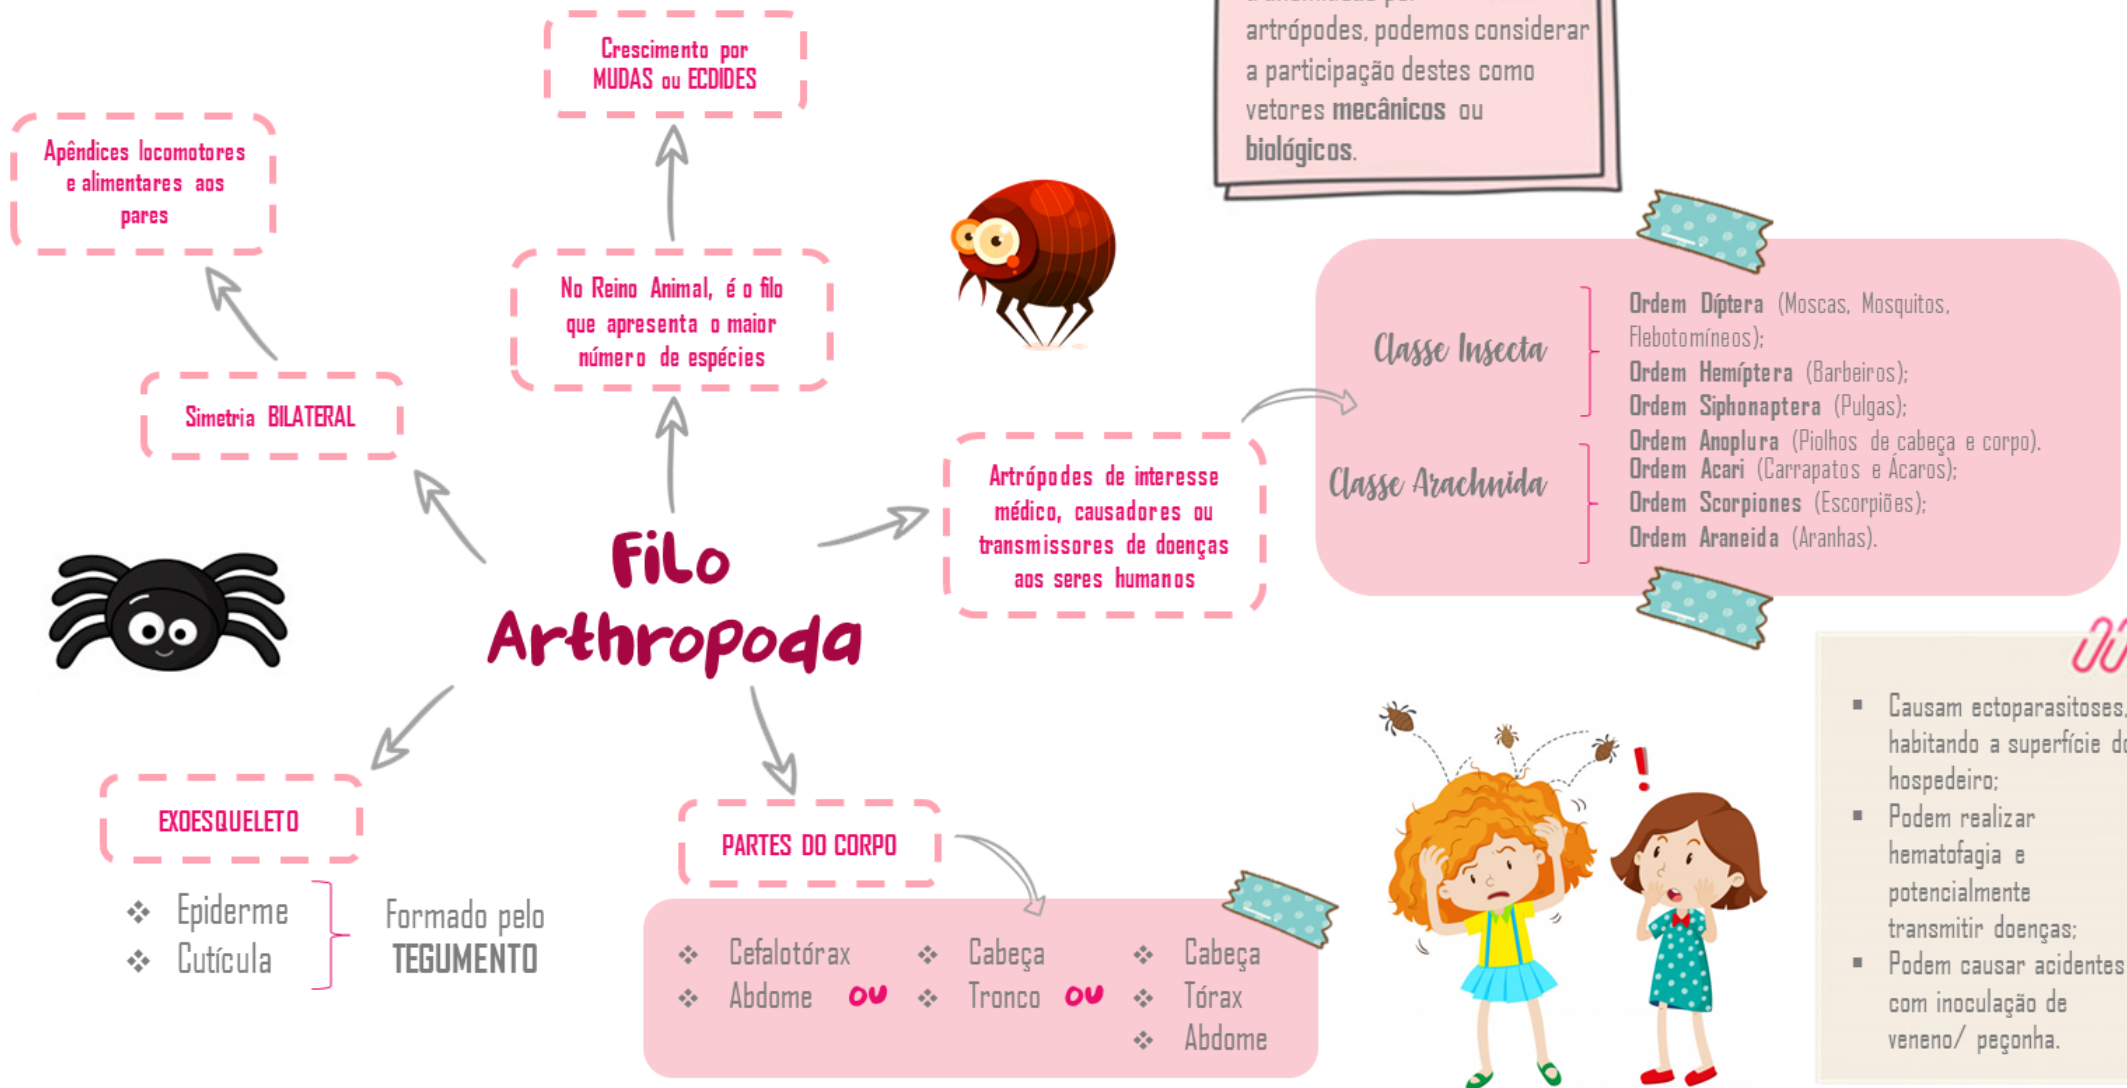 Crescimento por
MUDAS ou ECDIDES
artrópodes, podemos considerar
a participação destes como
vetores mecânicos ou
biológicos.
Apêndices locomotores
e alimentares aos
pares
No Reino Animal, é o filo
que apresenta o maior
número de espécies
Simetria BILATERAL
Filo
Arthropoda
Artrópodes de interesse
médico, causadores ou
transmissores de doenças
aos seres humanos
Classe Insecta
Ordem Díptera (Moscas, Mosquitos,
Flebotomíneos);
Ordem Hemíptera (Barbeiros);
Ordem Siphonaptera (Pulgas);
Ordem Anoplura (Piolhos de cabeça e corpo).
Classe Arachnida
Ordem Acari (Carrapatos e Ácaros);
Ordem Scorpiones (Escorpiões);
Ordem Araneida (Aranhas).
EXOESQUELETO
❖ Epiderme
❖ Cutícula
Formado pelo
TEGUMENTO
PARTES DO CORPO
❖ Cefalotórax
❖ Abdome
OU
❖ Cabeça
❖ Tronco
OU
❖ Cabeça
❖ Tórax
❖ Abdome
!
▪ Causam ectoparasitoses,
habitando a superfície do
hospedeiro;
▪ Podem realizar
hematofagia e
potencialmente
transmitir doenças;
▪ Podem causar acidentes
com inoculação de
veneno/ peçonha.